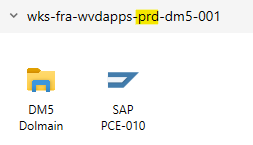 wks-fra-wvdapps-prd-dm5-001
DM5
Dolmain
SAP
PCE-010